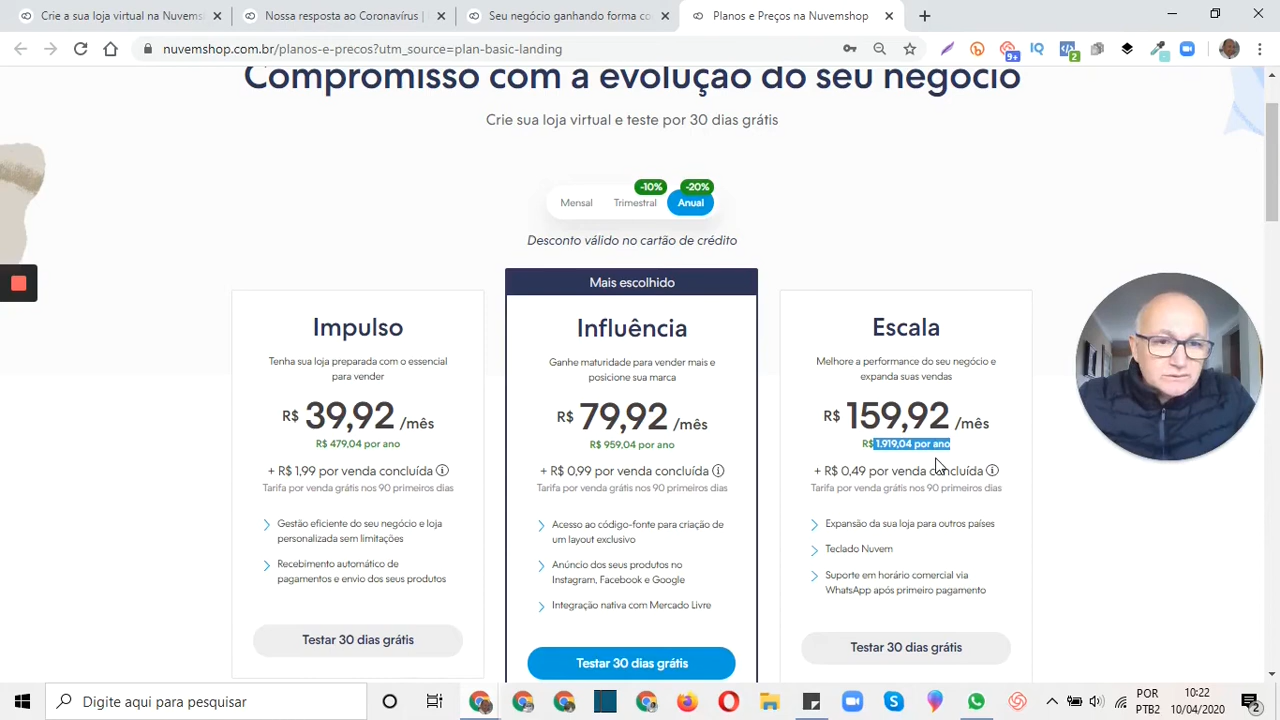 Crie sua loja virtual na Nuvems
Nossa resposta ao Coronavírus |
Seu negócio ganhando forma co
Planos e Preços na Nuvemshop
nuvemshop.com.br/planos-e-precos?utm_source=plan-basic-landing
9+
IQ
2
Compromisso com a evolução do seu negócio
Crie sua loja virtual e teste por 30 dias grátis
-10%
-20%
Mensal
Trimestral
Anual
Desconto válido no cartão de crédito
Impulso
Tenha sua loja preparada com o essencial
para vender
R$ 39,92 /mês
R$ 479,04 por ano
+ R$ 1,99 por venda concluída
Tarifa por venda grátis nos 90 primeiros dias
Gestão eficiente do seu negócio e loja
personalizada sem limitações
Recebimento automático de
pagamentos e envio dos seus produtos
Testar 30 dias grátis
Mais escolhido
Influência
Ganhe maturidade para vender mais e
posicione sua marca
R$ 79,92 /mês
R$ 959,04 por ano
+ R$ 0,99 por venda concluída
Tarifa por venda grátis nos 90 primeiros dias
Acesso ao código-fonte para criação de
um layout exclusivo
Anúncio dos seus produtos no
Instagram, Facebook e Google
Integração nativa com Mercado Livre
Testar 30 dias grátis
Escala
Melhore a performance do seu negócio e
expanda suas vendas
R$ 159,92 /mês
R$ 1.919,04 por ano
+ R$ 0,49 por venda concluída
Tarifa por venda grátis nos 90 primeiros dias
Expansão da sua loja para outros países
Teclado Nuvem
Suporte em horário comercial via
WhatsApp após primeiro pagamento
Testar 30 dias grátis
Digite aqui para pesquisar
POR
PTB2
10:22
10/04/2020
2